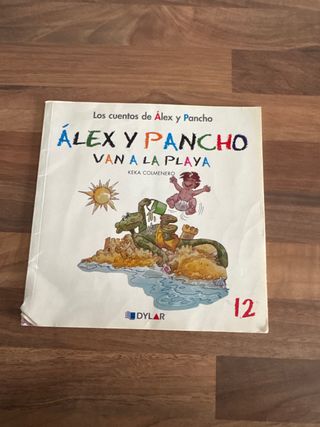 Los cuentos de Álex y Pancho
ÁLEX Y PANCHO
VAN A LA PLAYA
KEKA COLMENERO
12
DYLAR